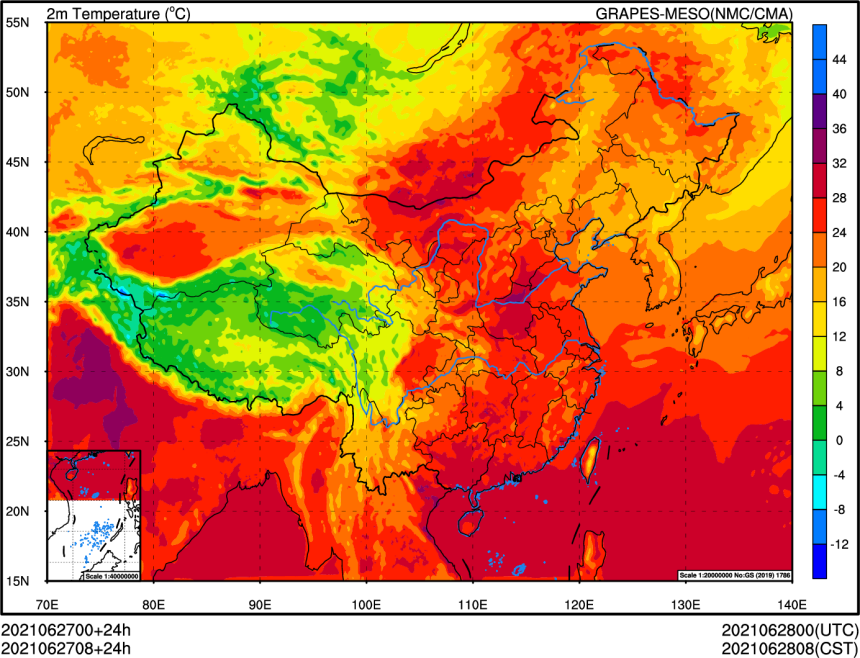 2m Temperature (°C) GRAPES-MESO(NMC/CMA)
55N
50N
45N
40N
35N
30N
25N
20N
15N
70E 80E 90E 100E 110E 120E 130E 140E
44
40
36
32
28
24
20
16
12
8
4
0
-4
-8
-12
Scale 1:40000000
Scale 1:20000000 No:GS (2019) 1786
2021062700+24h 2021062800(UTC)
2021062708+24h 2021062808(CST)